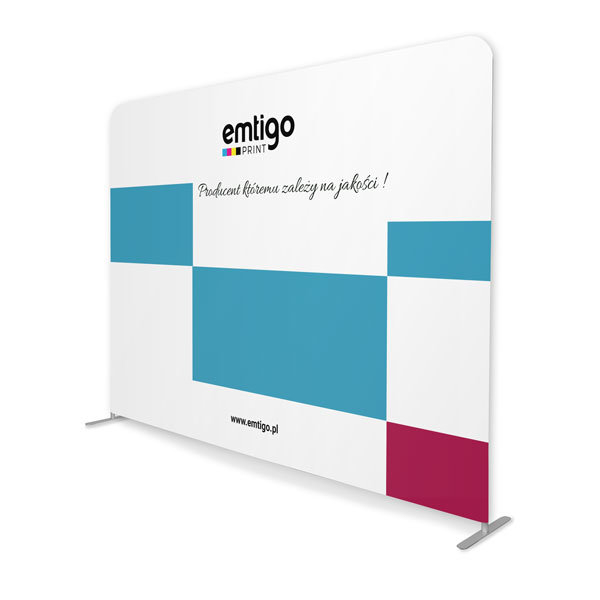 emtigo
PRINT
Producent któremu zależy na jakości !
www.emtigo.pl